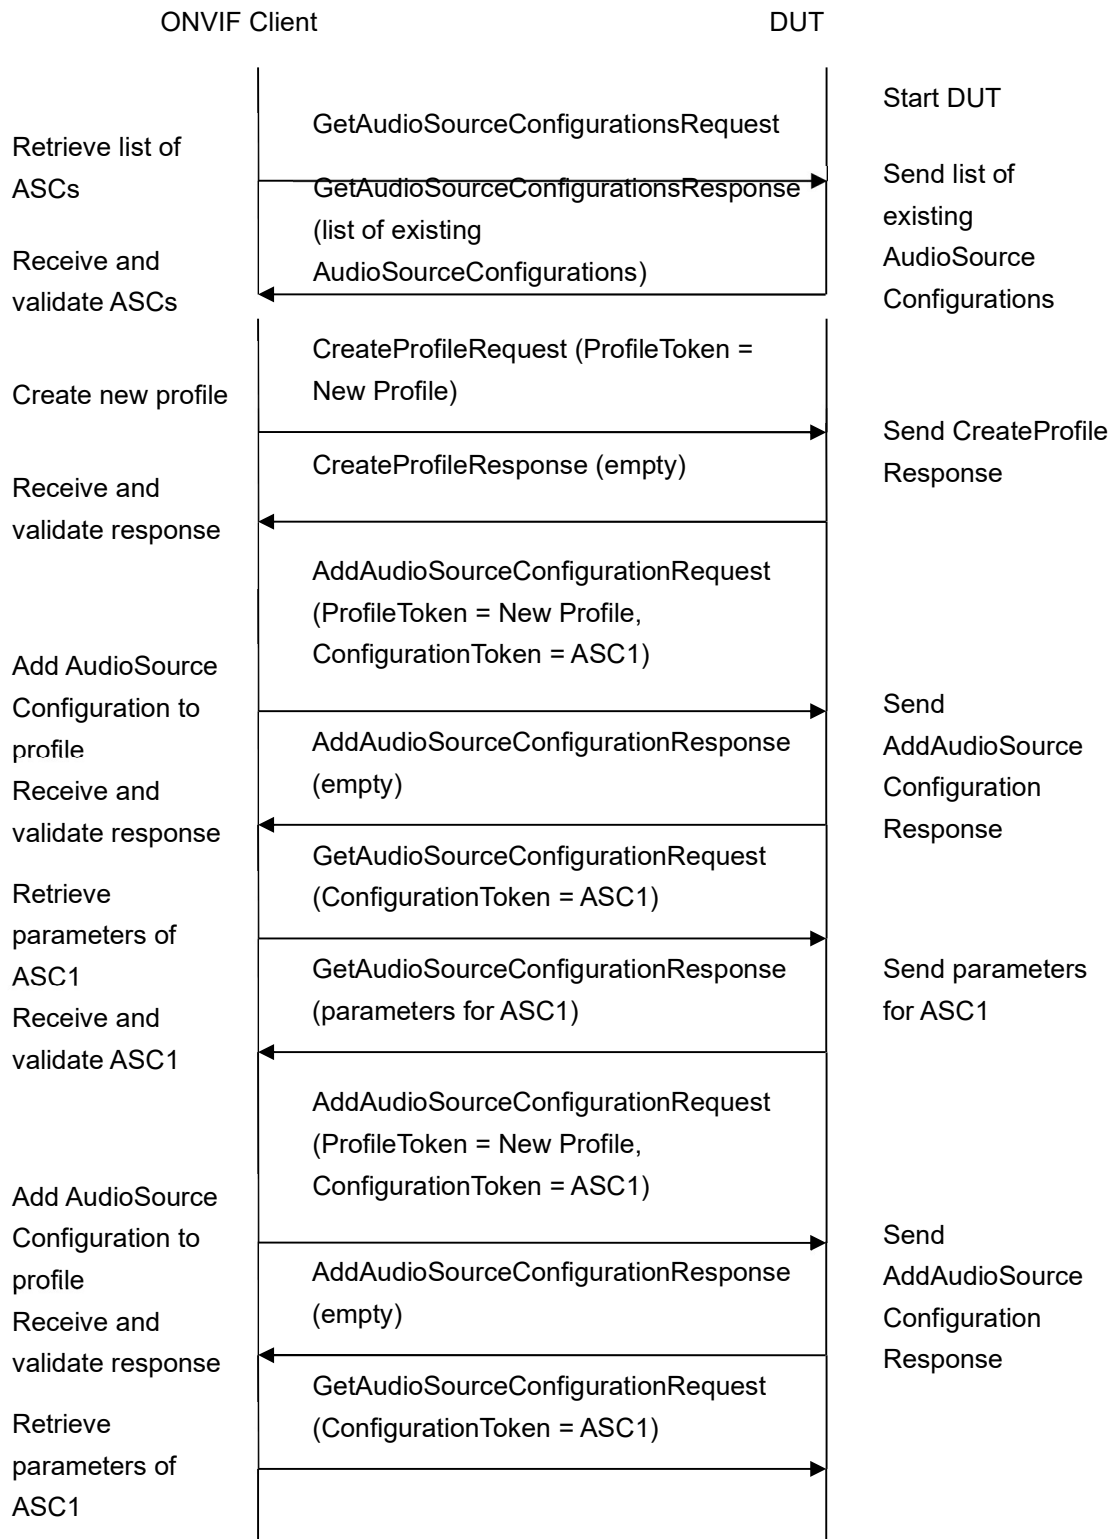 ONVIF Client
DUT
Start DUT
GetAudioSourceConfigurationsRequest
Retrieve list of
ASCs
GetAudioSourceConfigurationsResponse
(list of existing
AudioSourceConfigurations)
Send list of
existing
AudioSource
Configurations
Receive and
validate ASCs
CreateProfileRequest (ProfileToken =
New Profile)
Create new profile
Send CreateProfile
Response
CreateProfileResponse (empty)
Receive and
validate response
AddAudioSourceConfigurationRequest
(ProfileToken = New Profile,
ConfigurationToken = ASC1)
Add AudioSource
Configuration to
profile
Send
AddAudioSource
Configuration
Response
AddAudioSourceConfigurationResponse
(empty)
Receive and
validate response
GetAudioSourceConfigurationRequest
(ConfigurationToken = ASC1)
Retrieve
parameters of
ASC1
GetAudioSourceConfigurationResponse
(parameters for ASC1)
Send parameters
for ASC1
Receive and
validate ASC1
AddAudioSourceConfigurationRequest
(ProfileToken = New Profile,
ConfigurationToken = ASC1)
Add AudioSource
Configuration to
profile
Send
AddAudioSource
Configuration
Response
AddAudioSourceConfigurationResponse
(empty)
Receive and
validate response
GetAudioSourceConfigurationRequest
(ConfigurationToken = ASC1)
Retrieve
parameters of
ASC1